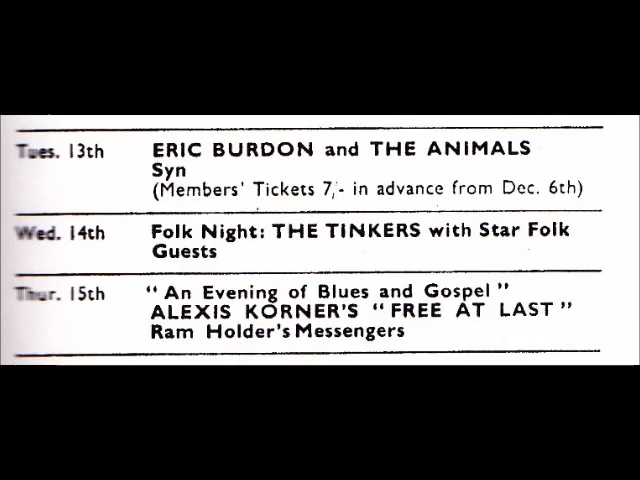 Tues. 13th ERIC BURDON and THE ANIMALS
Syn
(Members' Tickets 7/- in advance from Dec. 6th)
Wed. 14th Folk Night: THE TINKERS with Star Folk
Guests
Thur. 15th "An Evening of Blues and Gospel"
ALEXIS KORNER'S "FREE AT LAST"
Ram Holder's Messengers